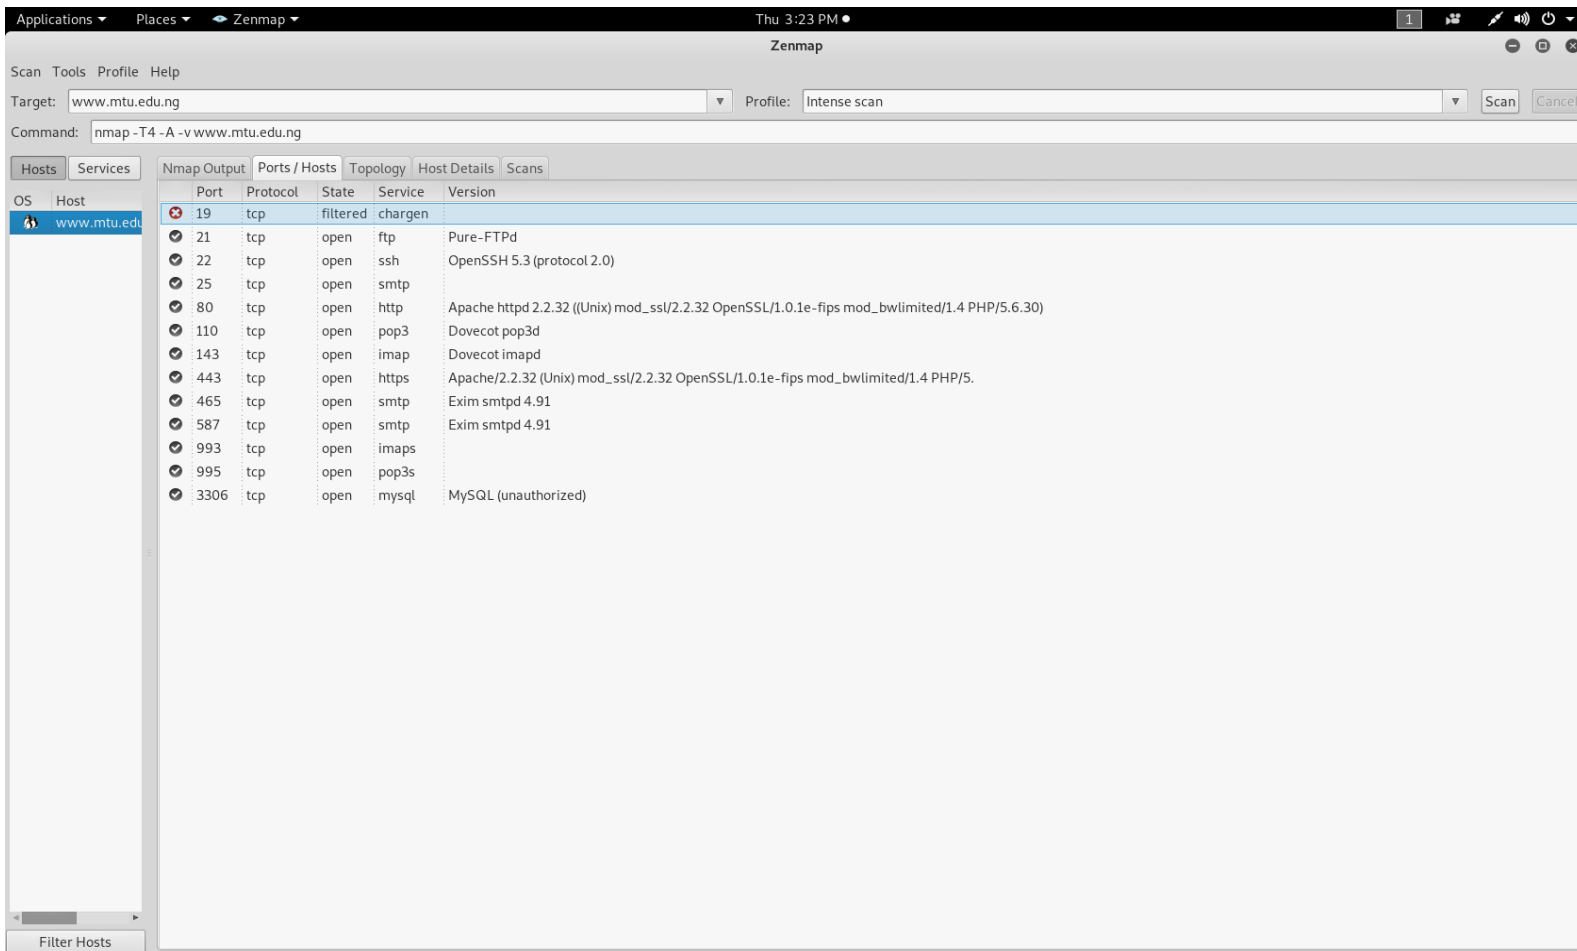 Applications Places Zenmap Thu 3:23 PM 1
Zenmap
Scan Tools Profile Help
Target: www.mtu.edu.ng Profile: Intense scan Scan Cancel
Command: nmap -T4 -A -v www.mtu.edu.ng
Hosts Services Nmap Output Ports / Hosts Topology Host Details Scans
OS Host Port Protocol State Service Version
www.mtu.edu 19 tcp filtered chargen
21 tcp open ftp Pure-FTPd
22 tcp open ssh OpenSSH 5.3 (protocol 2.0)
25 tcp open smtp
80 tcp open http Apache httpd 2.2.32 ((Unix) mod_ssl/2.2.32 OpenSSL/1.0.1e-fips mod_bwlimited/1.4 PHP/5.6.30)
110 tcp open pop3 Dovecot pop3d
143 tcp open imap Dovecot imapd
443 tcp open https Apache/2.2.32 (Unix) mod_ssl/2.2.32 OpenSSL/1.0.1e-fips mod_bwlimited/1.4 PHP/5.
465 tcp open smtp Exim smtpd 4.91
587 tcp open smtp Exim smtpd 4.91
993 tcp open imaps
995 tcp open pop3s
3306 tcp open mysql MySQL (unauthorized)
Filter Hosts